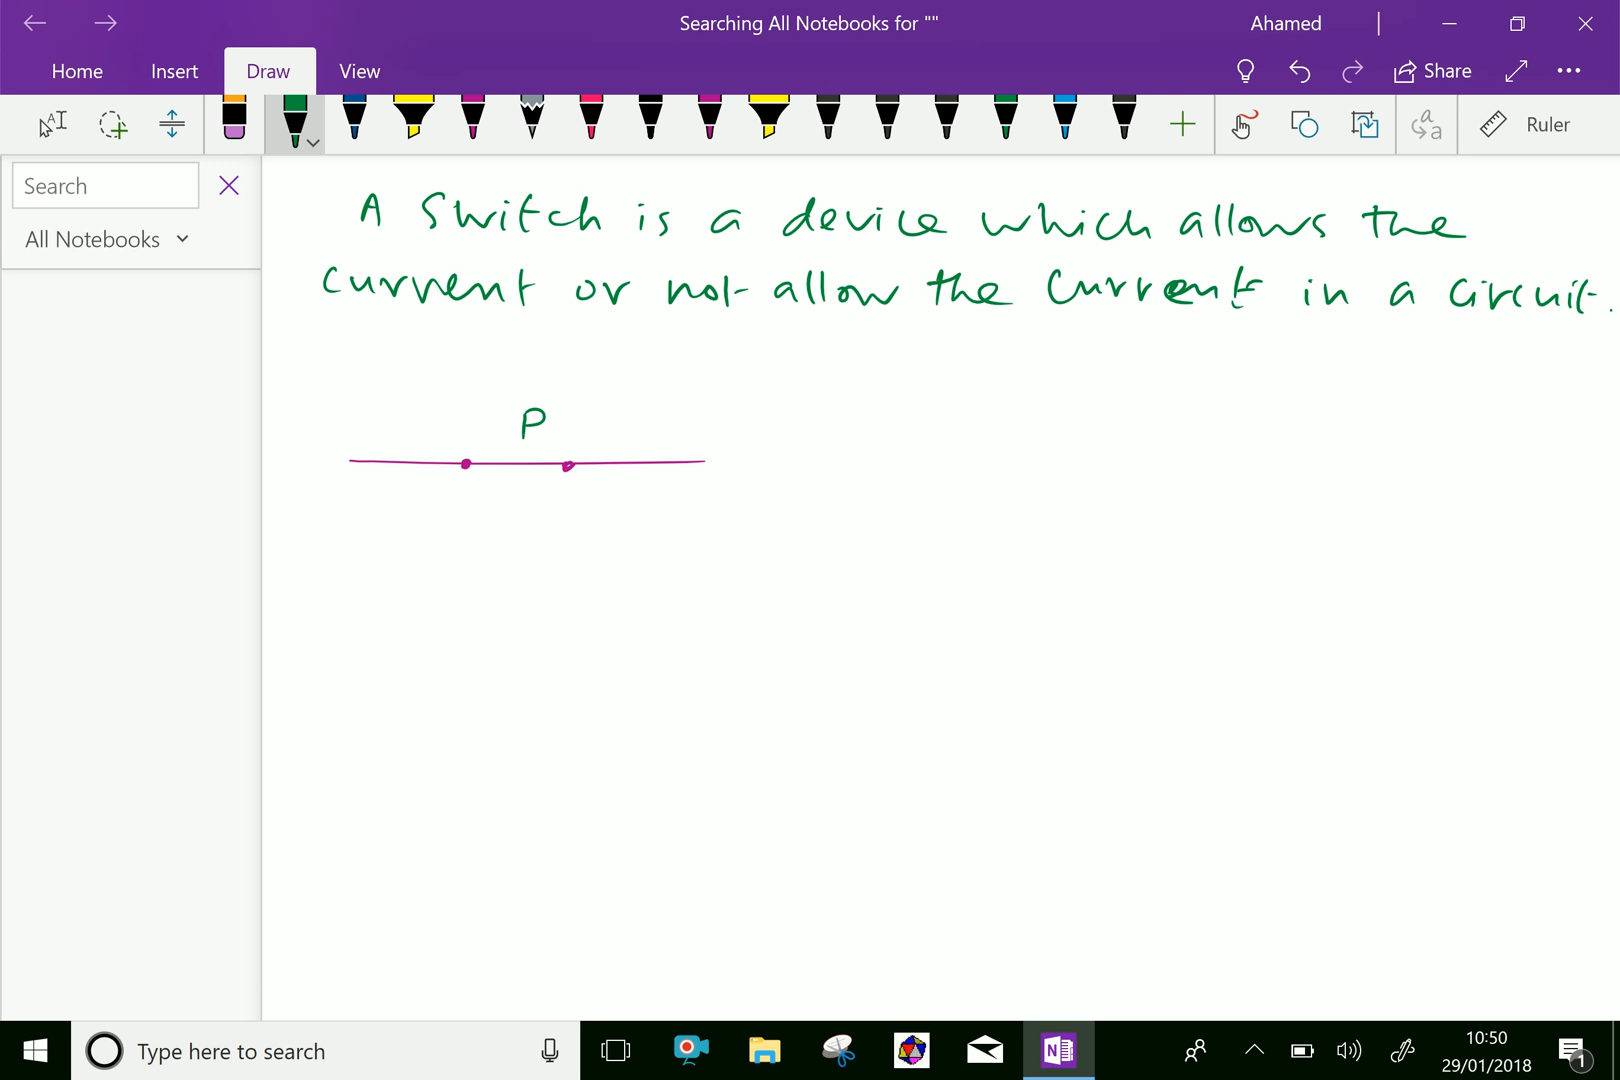 Searching All Notebooks for ""
Ahamed
Home Insert Draw View
Share
Ruler
Search
All Notebooks
A Switch is a device which allows the
current or not allow the current in a circuit.
P
Type here to search
10:50
29/01/2018
1